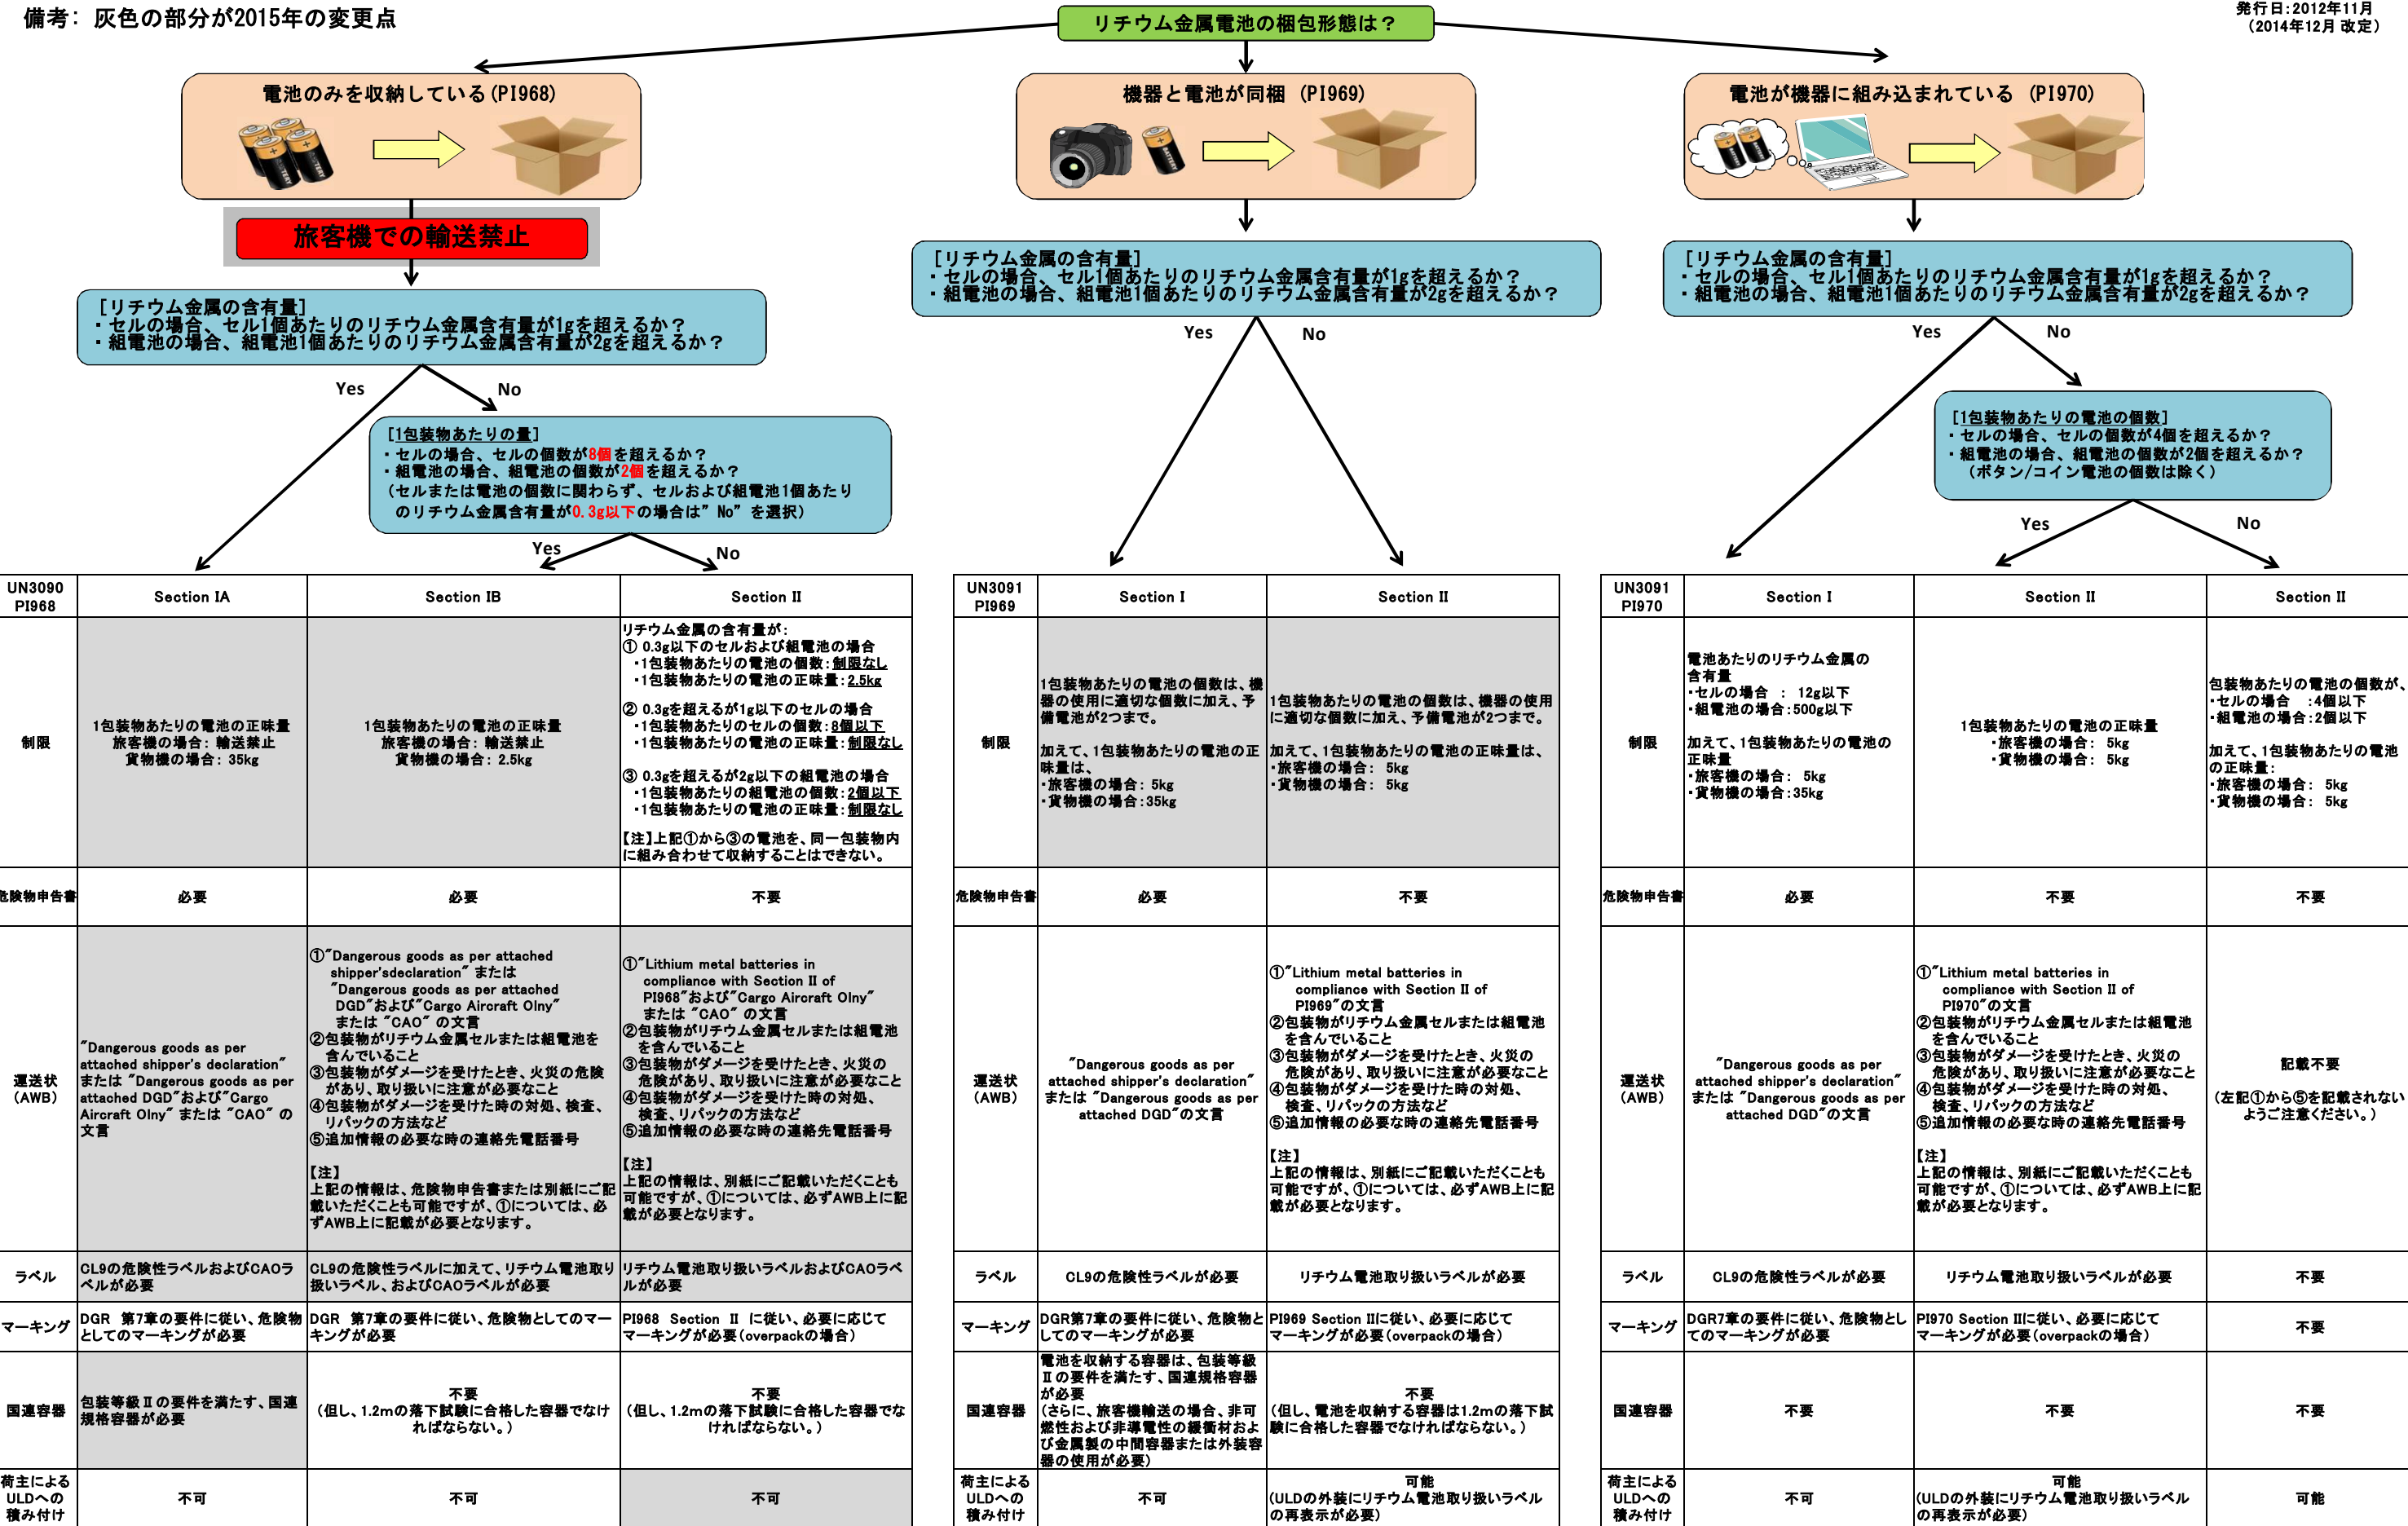 備考: 灰色の部分が2015年の変更点
発行日:2012年11月
(2014年12月 改定)
リチウム金属電池の梱包形態は？
電池のみを収納している(PI968)
旅客機での輸送禁止
[リチウム金属の含有量]
・セルの場合、セル1個あたりのリチウム金属含有量が1gを超えるか？
・組電池の場合、組電池1個あたりのリチウム金属含有量が2gを超えるか？
Yes
No
[1包装物あたりの量]
・セルの場合、セルの個数が8個を超えるか？
・組電池の場合、組電池の個数が2個を超えるか？
(セルまたは電池の個数に関わらず、セルおよび組電池1個あたり
のリチウム金属含有量が0.3g以下の場合は”No”を選択)
Yes
No
機器と電池が同梱 (PI969)
BATTERY
[リチウム金属の含有量]
・セルの場合、セル1個あたりのリチウム金属含有量が1gを超えるか？
・組電池の場合、組電池1個あたりのリチウム金属含有量が2gを超えるか？
Yes
No
電池が機器に組み込まれている (PI970)
[リチウム金属の含有量]
・セルの場合、セル1個あたりのリチウム金属含有量が1gを超えるか？
・組電池の場合、組電池1個あたりのリチウム金属含有量が2gを超えるか？
Yes
No
[1包装物あたりの電池の個数]
・セルの場合、セルの個数が4個を超えるか？
・組電池の場合、組電池の個数が2個を超えるか？
(ボタン/コイン電池の個数は除く)
Yes
No
UN3090
PI968
Section IA
Section IB
Section II
制限
1包装物あたりの電池の正味量
旅客機の場合: 輸送禁止
貨物機の場合: 35kg
1包装物あたりの電池の正味量
旅客機の場合: 輸送禁止
貨物機の場合: 2.5kg
リチウム金属の含有量が:
① 0.3g以下のセルおよび組電池の場合
・1包装物あたりの電池の個数:制限なし
・1包装物あたりの電池の正味量:2.5kg
② 0.3gを超えるが1g以下のセルの場合
・1包装物あたりのセルの個数:8個以下
・1包装物あたりの電池の正味量:制限なし
③ 0.3gを超えるが2g以下の組電池の場合
・1包装物あたりの組電池の個数:2個以下
・1包装物あたりの電池の正味量:制限なし
【注】上記①から③の電池を、同一包装物内
に組み合わせて収納することはできない。
危険物申告書
必要
必要
不要
運送状
(AWB)
"Dangerous goods as per
attached shipper's declaration"
または "Dangerous goods as per
attached DGD"および"Cargo
Aircraft Olny" または "CAO" の
文言
①"Dangerous goods as per attached
shipper'sdeclaration" または
"Dangerous goods as per attached
DGD"および"Cargo Aircraft Olny"
または "CAO" の文言
②包装物がリチウム金属セルまたは組電池を
含んでいること
③包装物がダメージを受けたとき、火災の危険
があり、取り扱いに注意が必要なこと
④包装物がダメージを受けた時の対処、検査、
リパックの方法など
⑤追加情報の必要な時の連絡先電話番号
【注】
上記の情報は、危険物申告書または別紙にご記
載いただくことも可能ですが、①については、必
ずAWB上に記載が必要となります。
①"Lithium metal batteries in
compliance with Section II of
PI968"および"Cargo Aircraft Olny"
または "CAO" の文言
②包装物がリチウム金属セルまたは組電池
を含んでいること
③包装物がダメージを受けたとき、火災の
危険があり、取り扱いに注意が必要なこと
④包装物がダメージを受けた時の対処、
検査、リパックの方法など
⑤追加情報の必要な時の連絡先電話番号
【注】
上記の情報は、別紙にご記載いただくことも
可能ですが、①については、必ずAWB上に記
載が必要となります。
ラベル
CL9の危険性ラベルおよびCAOラ
ベルが必要
CL9の危険性ラベルに加えて、リチウム電池取り
扱いラベル、およびCAOラベルが必要
リチウム電池取り扱いラベルおよびCAOラベ
ルが必要
マーキング
DGR 第7章の要件に従い、危険物
としてのマーキングが必要
DGR 第7章の要件に従い、危険物としてのマー
キングが必要
PI968 Section II に従い、必要に応じて
マーキングが必要(overpackの場合)
国連容器
包装等級Ⅱの要件を満たす、国連
規格容器が必要
不要
(但し、1.2mの落下試験に合格した容器でなけ
ればならない。)
不要
(但し、1.2mの落下試験に合格した容器でな
ければならない。)
荷主による
ULDへの
積み付け
不可
不可
不可
UN3091
PI969
Section I
Section II
制限
1包装物あたりの電池の個数は、機
器の使用に適切な個数に加え、予
備電池が2つまで。
加えて、1包装物あたりの電池の正
味量は、
・旅客機の場合: 5kg
・貨物機の場合:35kg
1包装物あたりの電池の個数は、機器の使用
に適切な個数に加え、予備電池が2つまで。
加えて、1包装物あたりの電池の正味量は、
・旅客機の場合: 5kg
・貨物機の場合: 5kg
危険物申告書
必要
不要
運送状
(AWB)
"Dangerous goods as per
attached shipper's declaration"
または "Dangerous goods as per
attached DGD"の文言
①"Lithium metal batteries in
compliance with Section II of
PI969"の文言
②包装物がリチウム金属セルまたは組電池
を含んでいること
③包装物がダメージを受けたとき、火災の
危険があり、取り扱いに注意が必要なこと
④包装物がダメージを受けた時の対処、
検査、リパックの方法など
⑤追加情報の必要な時の連絡先電話番号
【注】
上記の情報は、別紙にご記載いただくことも
可能ですが、①については、必ずAWB上に記
載が必要となります。
ラベル
CL9の危険性ラベルが必要
リチウム電池取り扱いラベルが必要
マーキング
DGR第7章の要件に従い、危険物と
してのマーキングが必要
PI969 Section IIに従い、必要に応じて
マーキングが必要(overpackの場合)
国連容器
電池を収納する容器は、包装等級
Ⅱの要件を満たす、国連規格容器
が必要
(さらに、旅客機輸送の場合、非可
燃性および非導電性の緩衝材およ
び金属製の中間容器または外装容
器の使用が必要)
不要
(但し、電池を収納する容器は1.2mの落下試
験に合格した容器でなければならない。)
荷主による
ULDへの
積み付け
不可
可能
(ULDの外装にリチウム電池取り扱いラベル
の再表示が必要)
UN3091
PI970
Section I
Section II
Section II
制限
電池あたりのリチウム金属の
含有量
・セルの場合 : 12g以下
・組電池の場合:500g以下
加えて、1包装物あたりの電池の
正味量
・旅客機の場合: 5kg
・貨物機の場合:35kg
1包装物あたりの電池の正味量
・旅客機の場合: 5kg
・貨物機の場合: 5kg
包装物あたりの電池の個数が、
・セルの場合 :4個以下
・組電池の場合:2個以下
加えて、1包装物あたりの電池
の正味量:
・旅客機の場合: 5kg
・貨物機の場合: 5kg
危険物申告書
必要
不要
不要
運送状
(AWB)
"Dangerous goods as per
attached shipper's declaration"
または "Dangerous goods as per
attached DGD"の文言
①"Lithium metal batteries in
compliance with Section II of
PI970"の文言
②包装物がリチウム金属セルまたは組電池
を含んでいること
③包装物がダメージを受けたとき、火災の
危険があり、取り扱いに注意が必要なこと
④包装物がダメージを受けた時の対処、
検査、リパックの方法など
⑤追加情報の必要な時の連絡先電話番号
【注】
上記の情報は、別紙にご記載いただくことも
可能ですが、①については、必ずAWB上に記
載が必要となります。
記載不要
(左記①から⑤を記載されない
ようご注意ください。)
ラベル
CL9の危険性ラベルが必要
リチウム電池取り扱いラベルが必要
不要
マーキング
DGR7章の要件に従い、危険物とし
てのマーキングが必要
PI970 Section IIに従い、必要に応じて
マーキングが必要(overpackの場合)
不要
国連容器
不要
不要
不要
荷主による
ULDへの
積み付け
不可
可能
(ULDの外装にリチウム電池取り扱いラベル
の再表示が必要)
可能